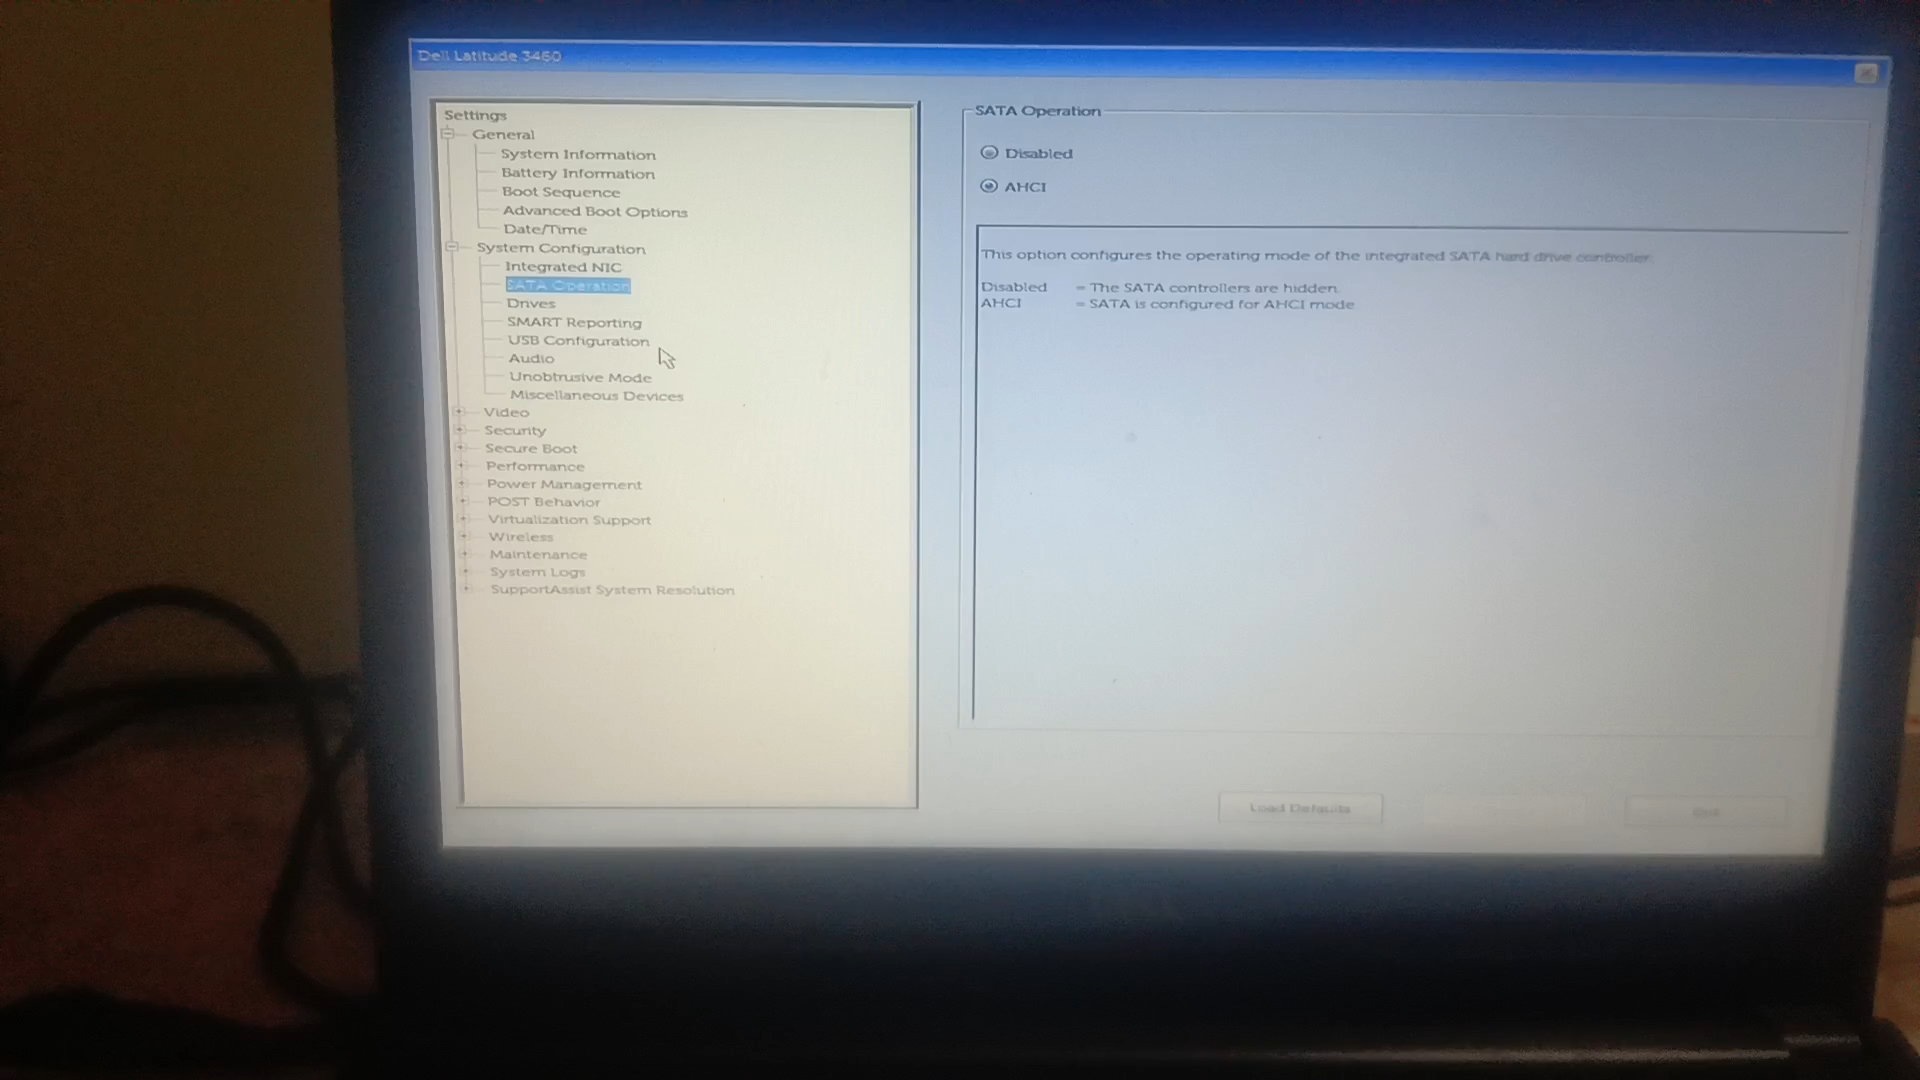 Dell Latitude 3460
Settings
General
System Information
Battery Information
Boot Sequence
Advanced Boot Options
Date/Time
System Configuration
Integrated NIC
SATA Operation
Drives
SMART Reporting
USB Configuration
Audio
Unobtrusive Mode
Miscellaneous Devices
Video
Security
Secure Boot
Performance
Power Management
POST Behavior
Virtualization Support
Wireless
Maintenance
System Logs
SupportAssist System Resolution
SATA Operation
Disabled
AHCI
This option configures the operating mode of the integrated SATA hard drive controller.
Disabled = The SATA controllers are hidden.
AHCI = SATA is configured for AHCI mode
Load Defaults
Exit